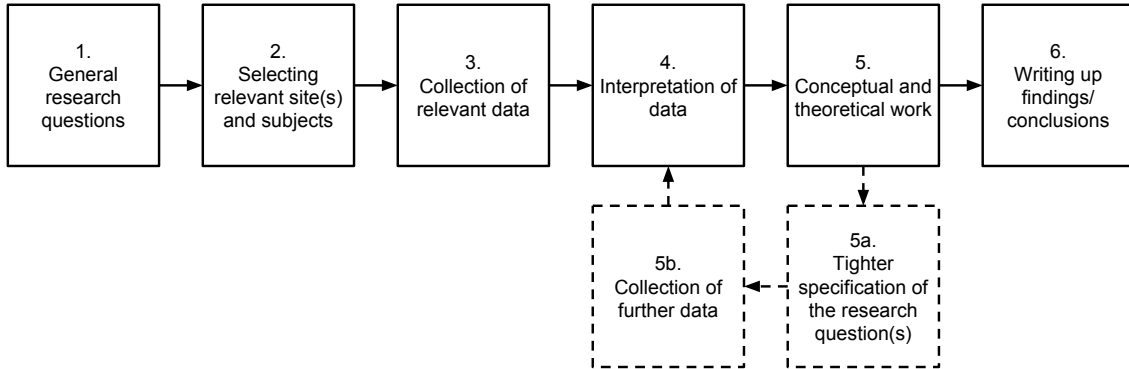 1.
General
research
questions
2.
Selecting
relevant site(s)
and subjects
3.
Collection of
relevant data
4.
Interpretation of
data
5.
Conceptual and
theoretical work
6.
Writing up
findings/
conclusions
5b.
Collection of
further data
5a.
Tighter
specification of
the research
question(s)